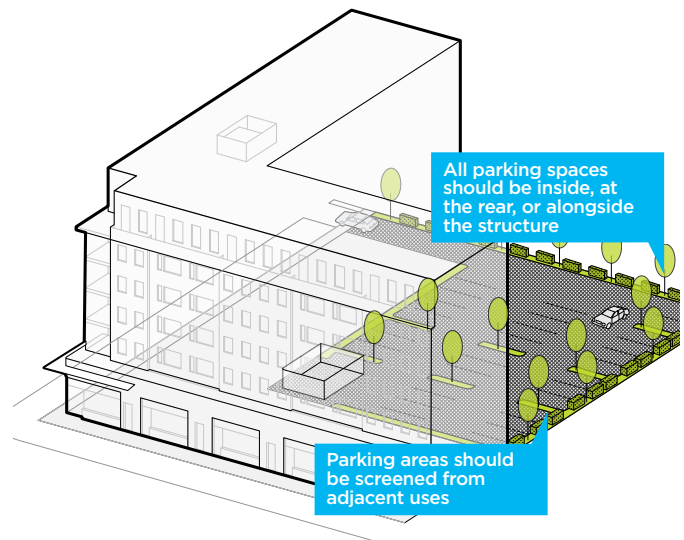 All parking spaces
should be inside, at
the rear, or alongside
the structure
Parking areas should
be screened from
adjacent uses